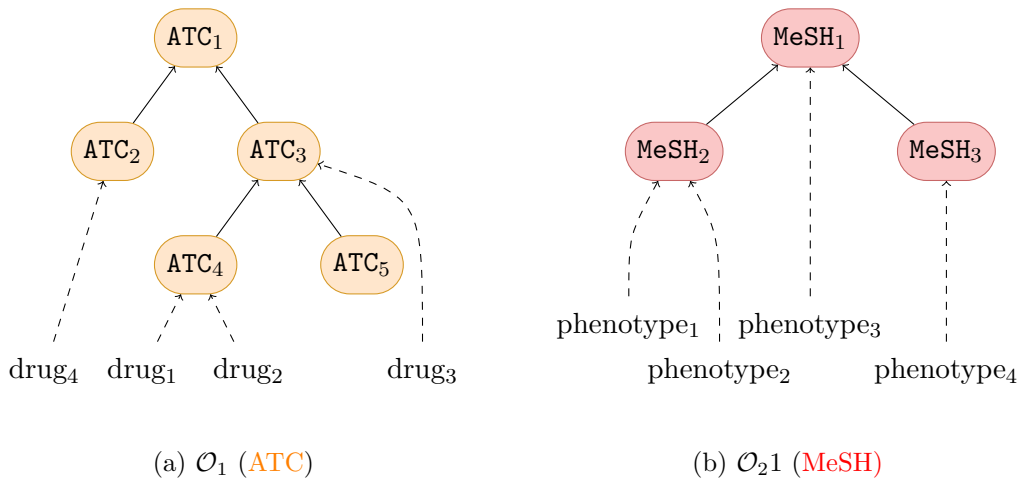 ATC₁
ATC₂
ATC₃
ATC₄
ATC₅
drug₄
drug₁
drug₂
drug₃
(a) 𝒪₁ (ATC)
MeSH₁
MeSH₂
MeSH₃
phenotype₁
phenotype₃
phenotype₂
phenotype₄
(b) 𝒪₂1 (MeSH)